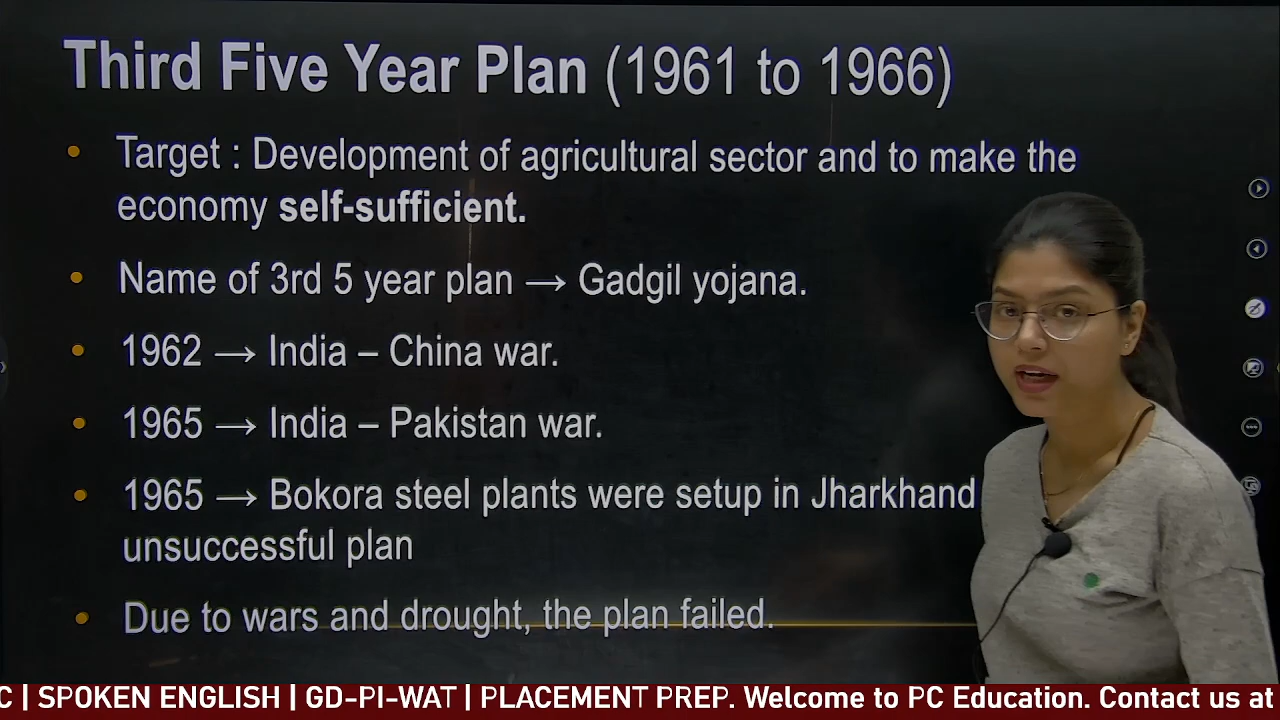 Third Five Year Plan (1961 to 1966)
• Target : Development of agricultural sector and to make the
economy self-sufficient.
• Name of 3rd 5 year plan → Gadgil yojana.
• 1962 → India – China war.
• 1965 → India – Pakistan war.
• 1965 → Bokora steel plants were setup in Jharkhand
unsuccessful plan
• Due to wars and drought, the plan failed.
C | SPOKEN ENGLISH | GD-PI-WAT | PLACEMENT PREP. Welcome to PC Education. Contact us at